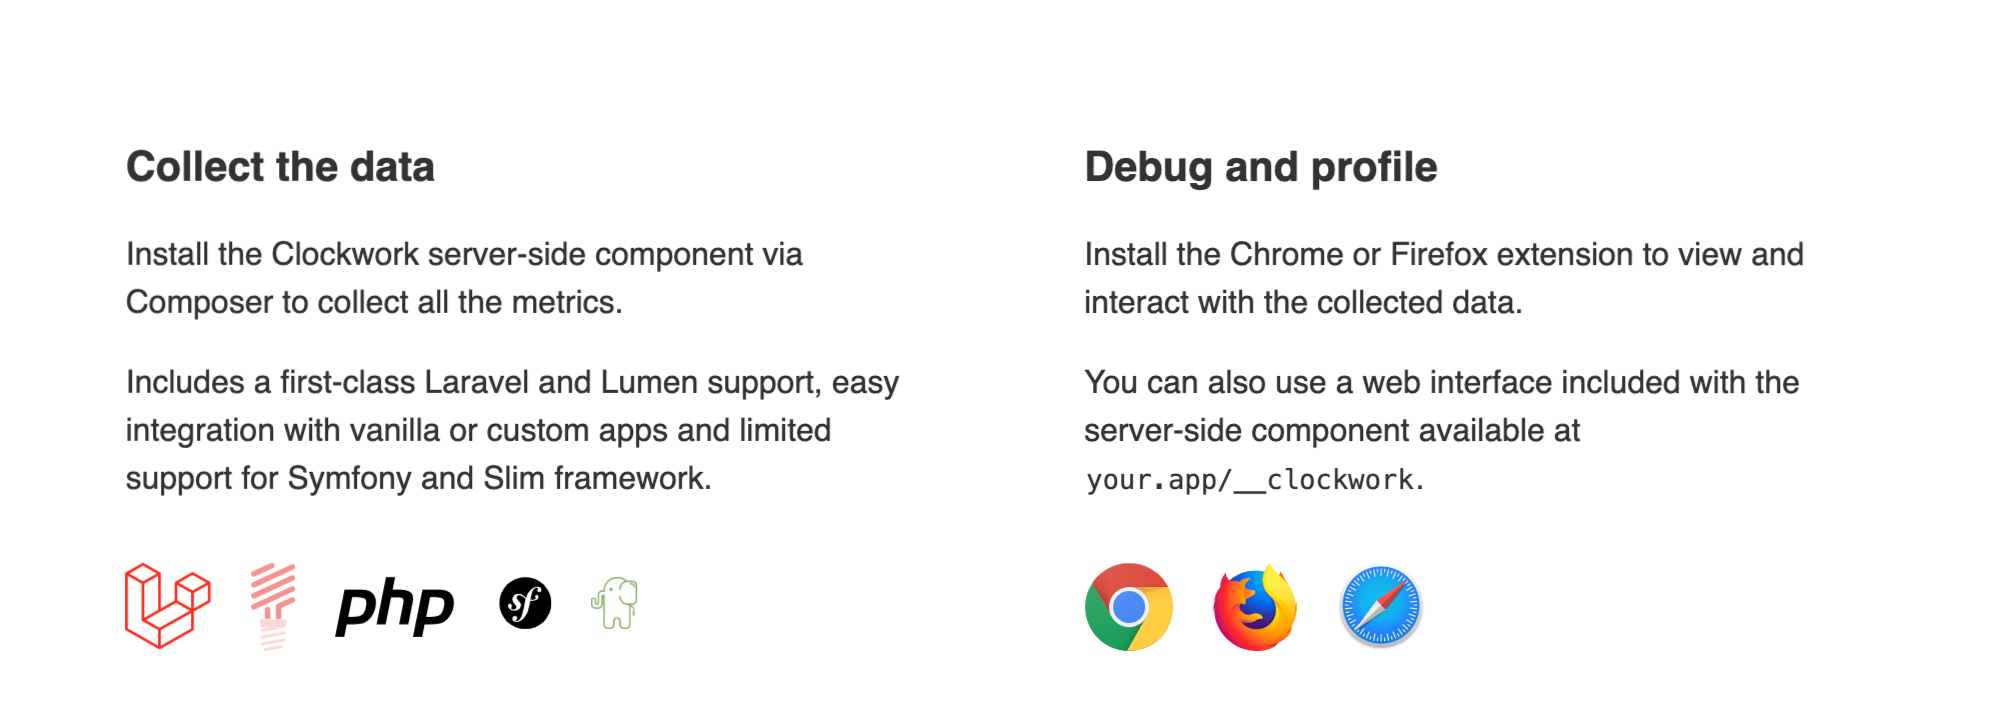 Collect the data
Install the Clockwork server-side component via
Composer to collect all the metrics.
Includes a first-class Laravel and Lumen support, easy
integration with vanilla or custom apps and limited
support for Symfony and Slim framework.
php
sf
Debug and profile
Install the Chrome or Firefox extension to view and
interact with the collected data.
You can also use a web interface included with the
server-side component available at
your.app/__clockwork.